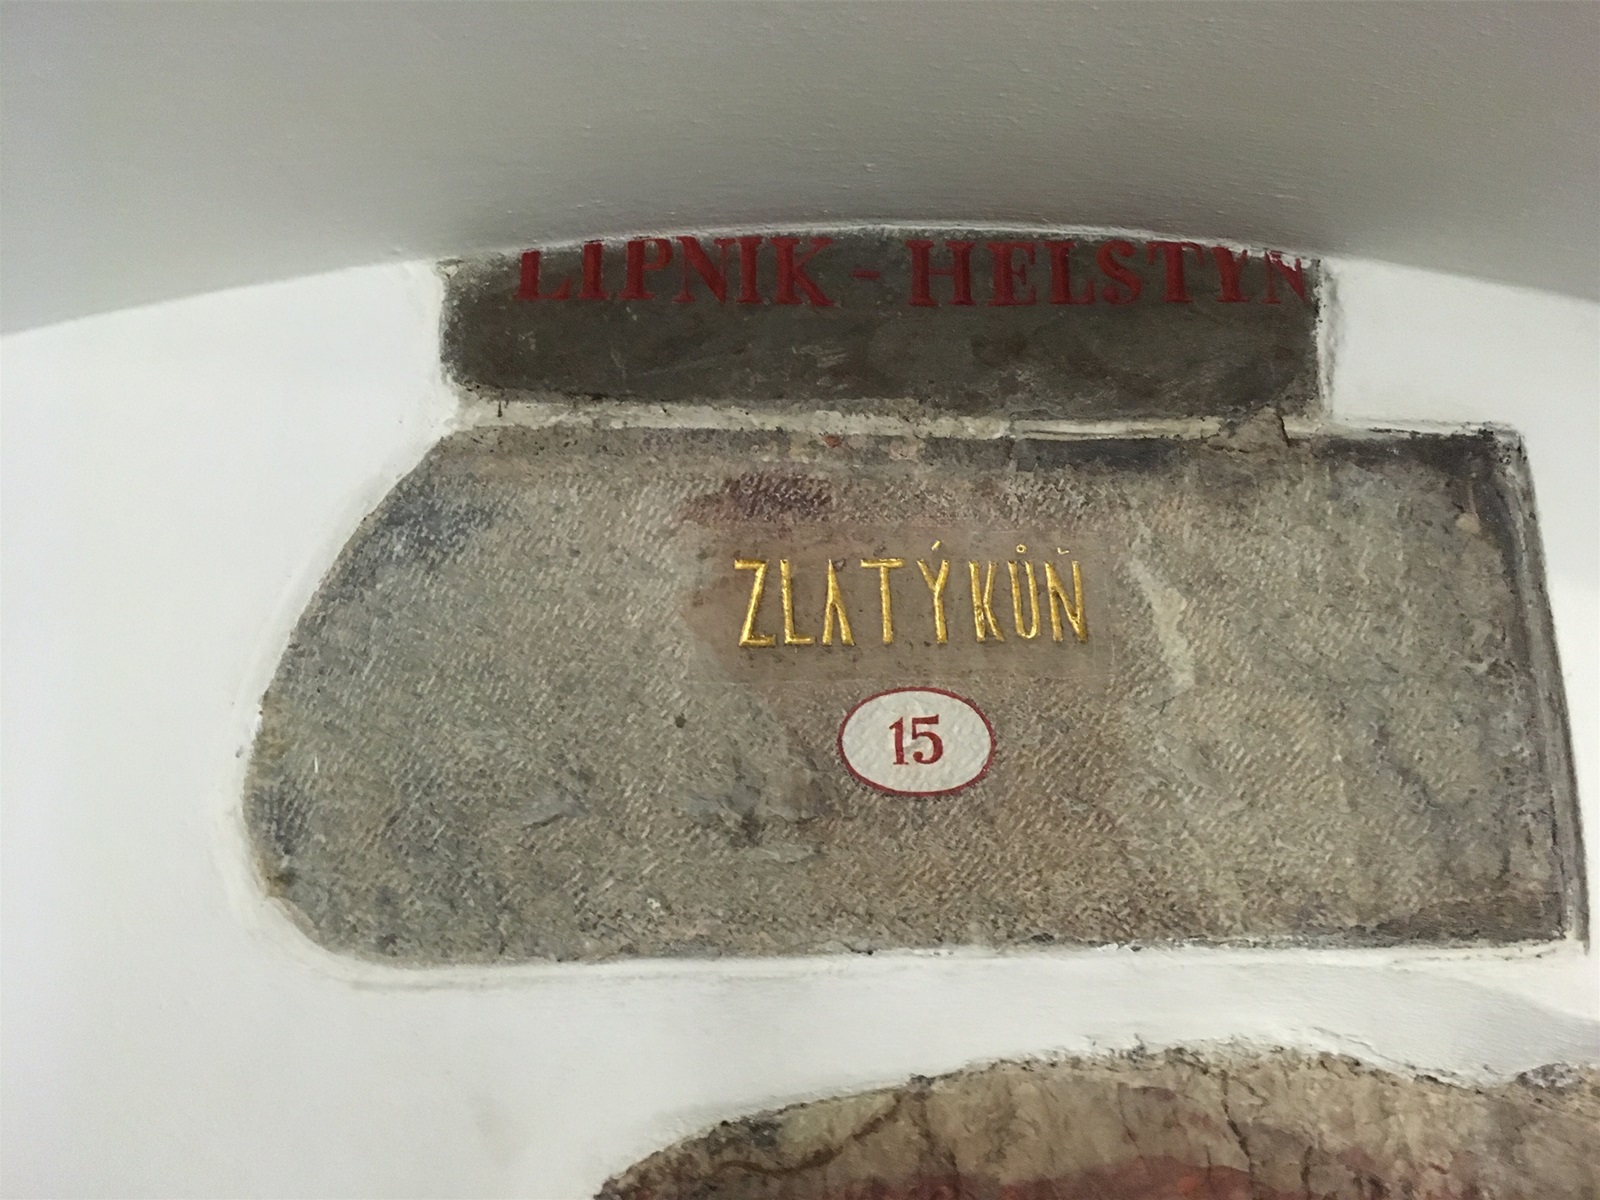 LIPNIK - HELSTYN
ZLATÝ KŮŇ
15